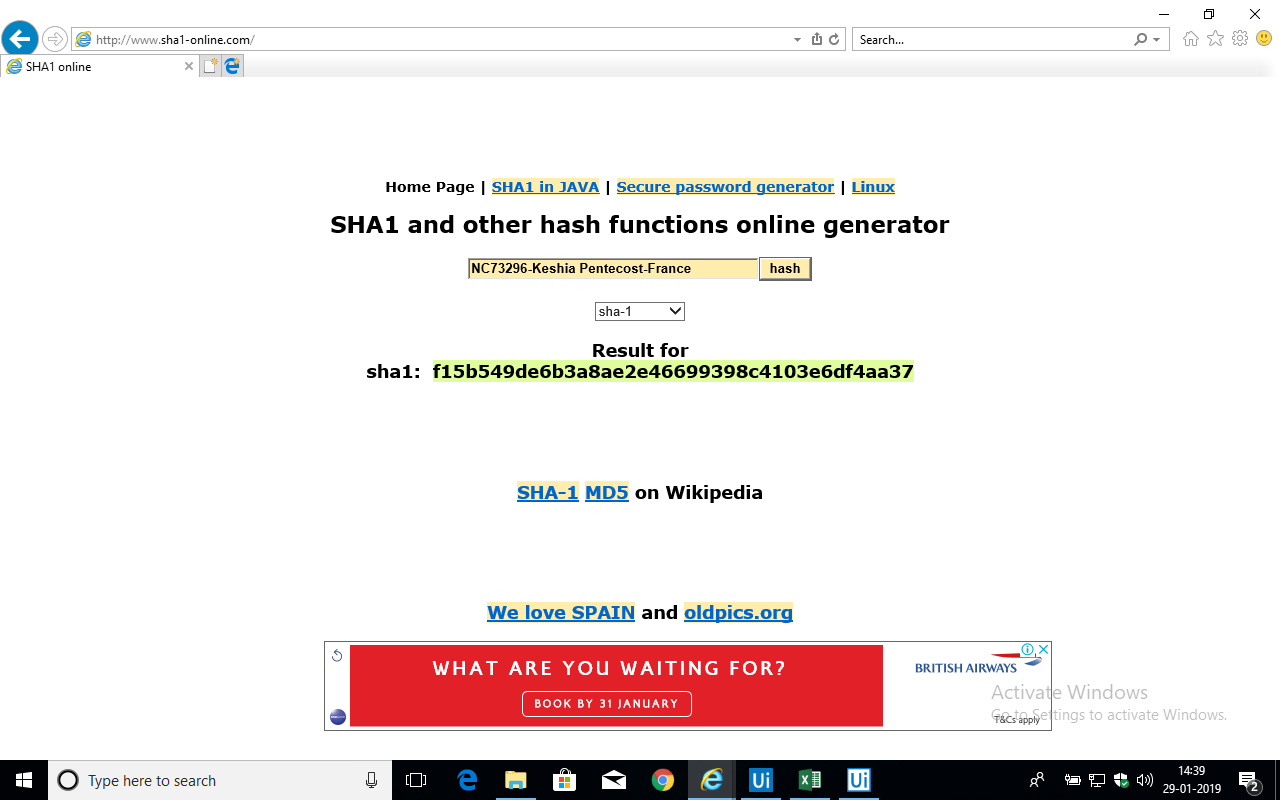 http://www.sha1-online.com/
Search...
SHA1 online
Home Page | SHA1 in JAVA | Secure password generator | Linux
SHA1 and other hash functions online generator
NC73296-Keshia Pentecost-France hash
sha-1
Result for
sha1: f15b549de6b3a8ae2e46699398c4103e6df4aa37
SHA-1 MD5 on Wikipedia
We love SPAIN and oldpics.org
WHAT ARE YOU WAITING FOR?
BOOK BY 31 JANUARY
BRITISH AIRWAYS
T&Cs apply
Activate Windows
Go to Settings to activate Windows.
Type here to search
Ui
Ui
14:39
29-01-2019
2